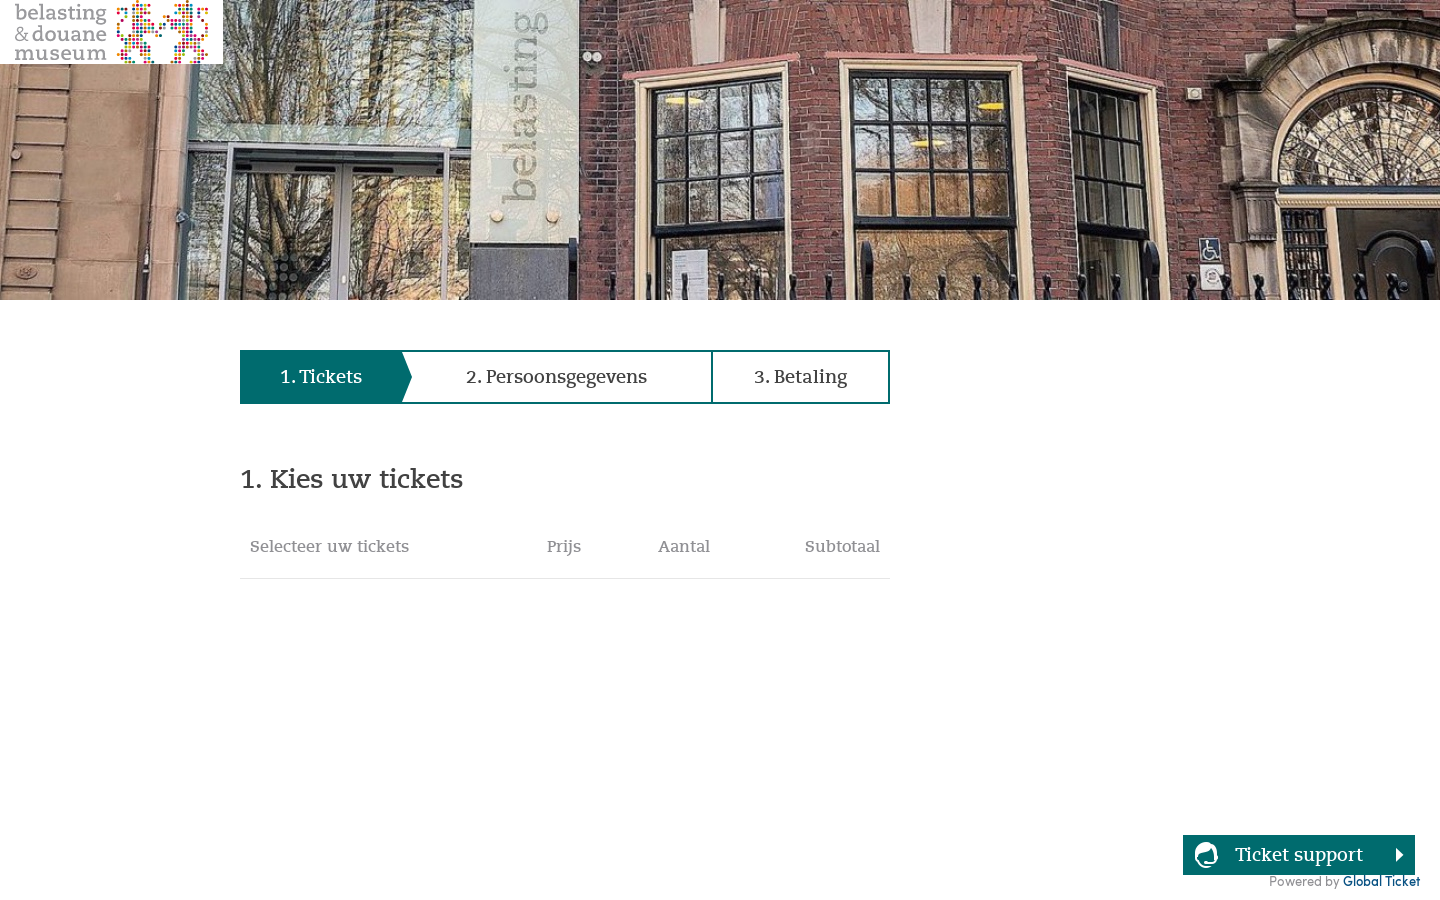 belasting
& douane
museum
belasting
1. Tickets
2. Persoonsgegevens
3. Betaling
1. Kies uw tickets
Selecteer uw tickets Prijs Aantal Subtotaal
Ticket support
Powered by Global Ticket